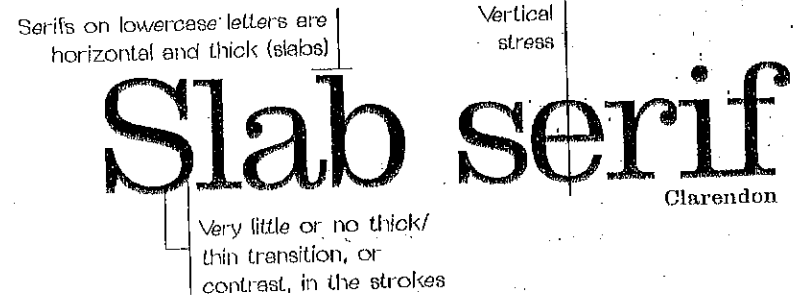 Serifs on lowercase letters are
horizontal and thick (slabs)
Vertical
stress
Slab serif
Clarendon
Very little or no thick/
thin transition, or
contrast, in the strokes